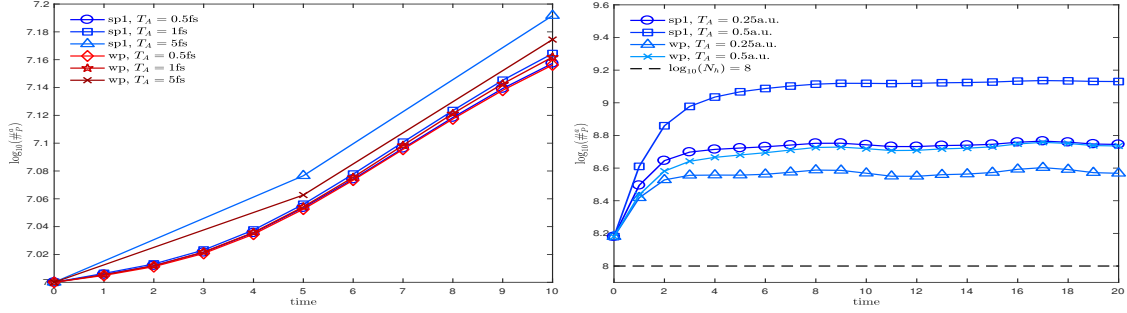 sp1, T_A = 0.5fs
sp1, T_A = 1fs
sp1, T_A = 5fs
wp, T_A = 0.5fs
wp, T_A = 1fs
wp, T_A = 5fs
7.2
7.18
7.16
7.14
7.12
7.1
7.08
7.06
7.04
7.02
7
0 1 2 3 4 5 6 7 8 9 10
time
sp1, T_A = 0.25a.u.
sp1, T_A = 0.5a.u.
wp, T_A = 0.25a.u.
wp, T_A = 0.5a.u.
log₁₀(N_h) = 8
9.6
9.4
9.2
9
8.8
8.6
8.4
8.2
8
0 2 4 6 8 10 12 14 16 18 20
time